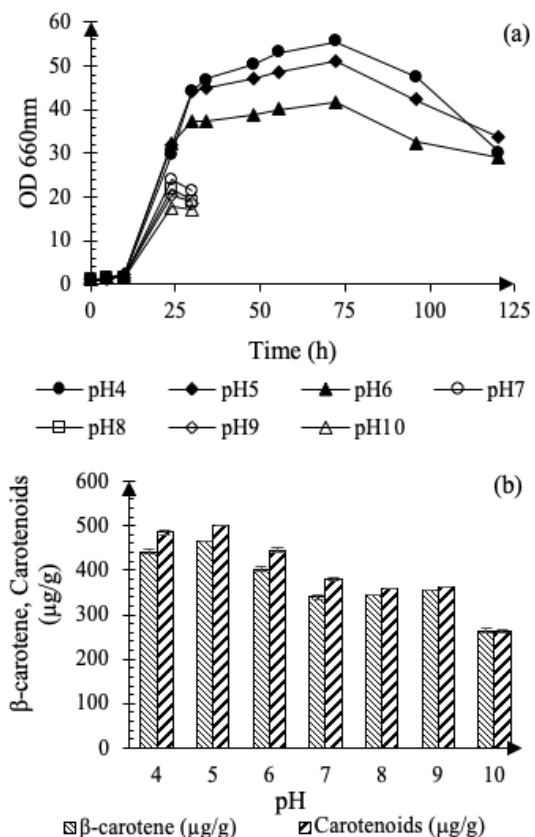 60
(a)
50
40
30
20
10
0
OD 660nm
0 25 50 75 100 125
Time (h)
pH4 pH5 pH6 pH7
pH8 pH9 pH10
600
(b)
500
400
300
200
100
0
β-carotene, Carotenoids
(µg/g)
4 5 6 7 8 9 10
pH
β-carotene (µg/g) Carotenoids (µg/g)